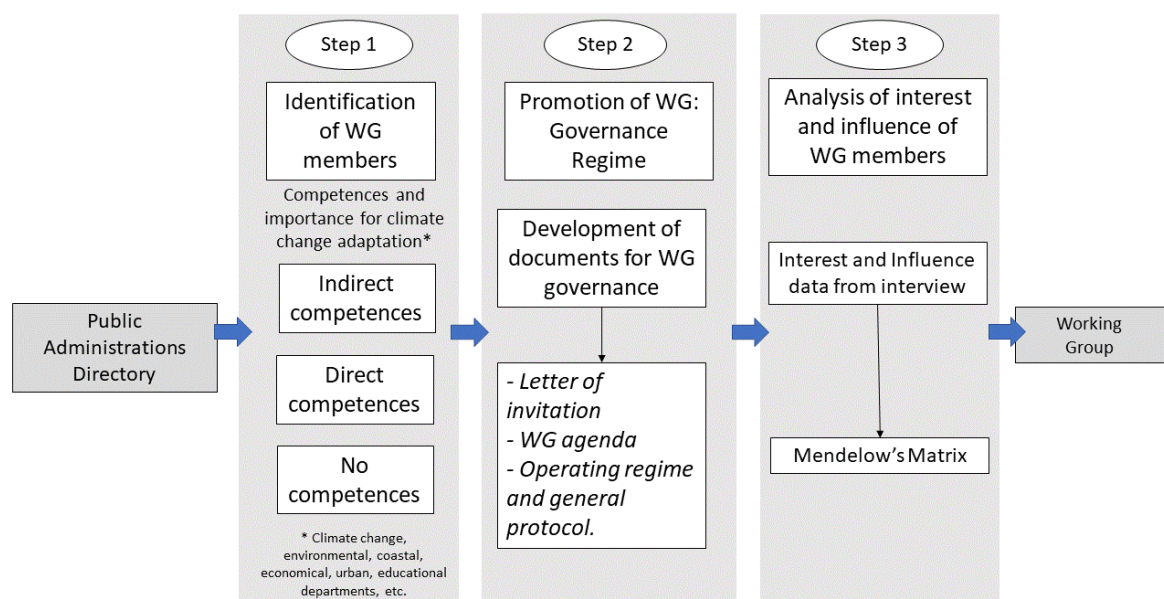 Public
Administrations
Directory
Step 1
Identification
of WG
members
Competences and
importance for climate
change adaptation*
Indirect
competences
Direct
competences
No
competences
* Climate change,
environmental, coastal,
economical, urban, educational
departments, etc.
Step 2
Promotion of WG:
Governance
Regime
Development of
documents for WG
governance
- Letter of
invitation
- WG agenda
- Operating regime
and general
protocol.
Step 3
Analysis of interest
and influence of
WG members
Interest and Influence
data from interview
Mendelow's Matrix
Working
Group